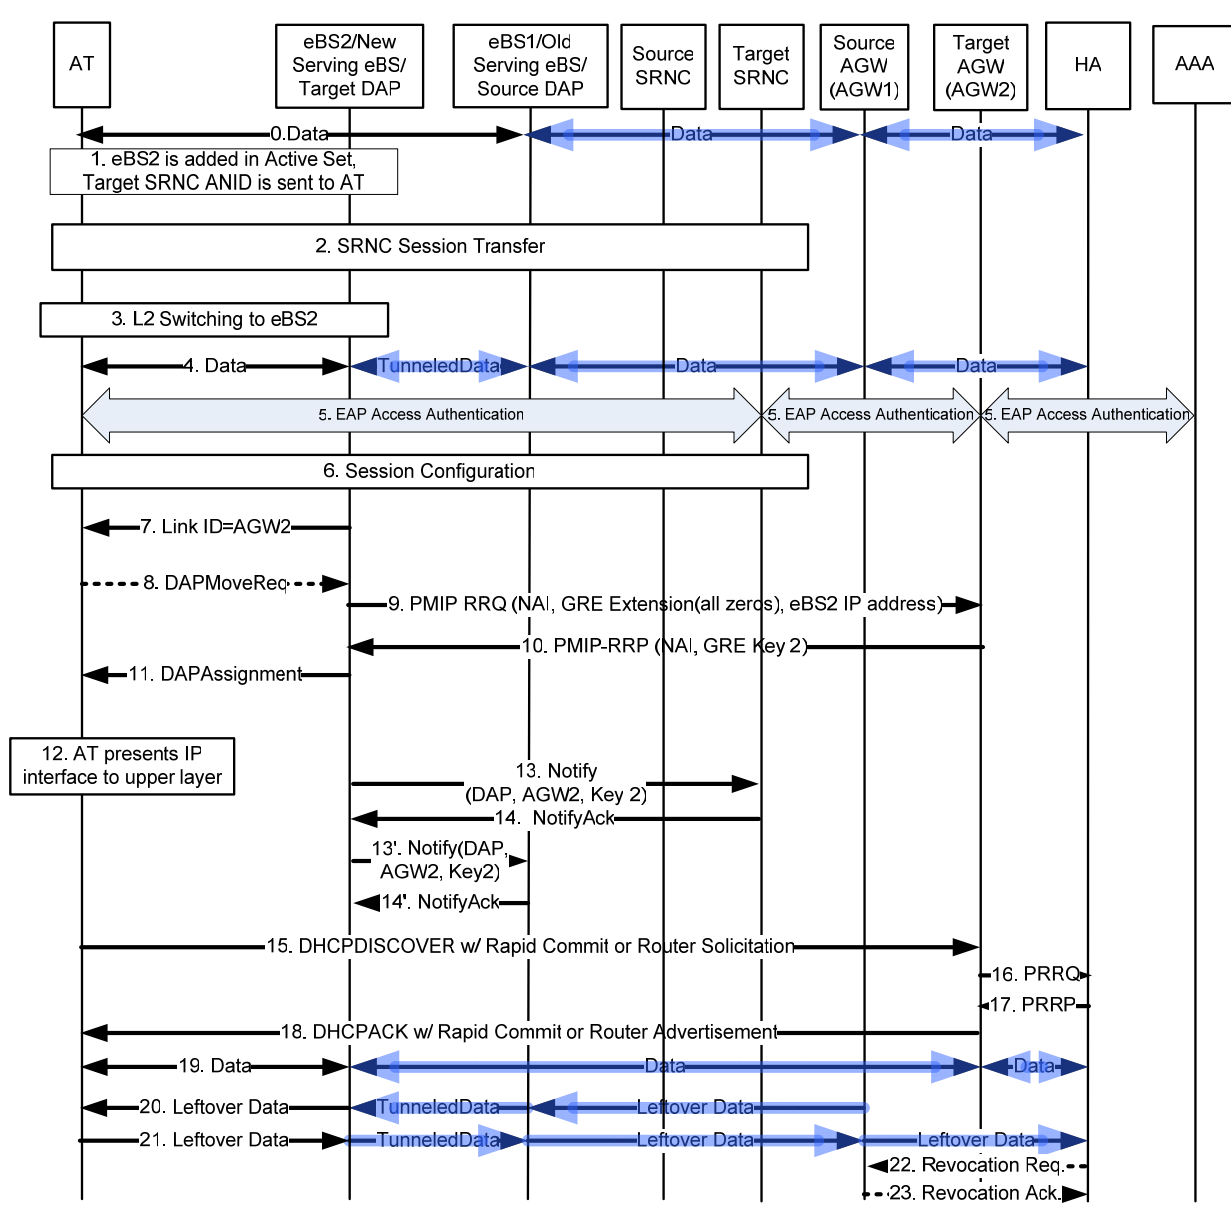 AT
eBS2/New
Serving eBS/
Target DAP
eBS1/Old
Serving eBS/
Source DAP
Source
SRNC
Target
SRNC
Source
AGW
(AGW1)
Target
AGW
(AGW2)
HA
AAA
0.Data
Data
Data
1. eBS2 is added in Active Set,
Target SRNC ANID is sent to AT
2. SRNC Session Transfer
3. L2 Switching to eBS2
4. Data
TunneledData
Data
Data
5. EAP Access Authentication
5. EAP Access Authentication
5. EAP Access Authentication
6. Session Configuration
7. Link ID=AGW2
8. DAPMoveReq
9. PMIP RRQ (NAI, GRE Extension(all zeros), eBS2 IP address)
10. PMIP-RRP (NAI, GRE Key 2)
11. DAPAssignment
12. AT presents IP
interface to upper layer
13. Notify
(DAP, AGW2, Key 2)
14. NotifyAck
13'. Notify(DAP,
AGW2, Key2)
14'. NotifyAck
15. DHCPDISCOVER w/ Rapid Commit or Router Solicitation
16. PRRQ
17. PRRP
18. DHCPACK w/ Rapid Commit or Router Advertisement
19. Data
Data
Data
20. Leftover Data
TunneledData
Leftover Data
21. Leftover Data
TunneledData
Leftover Data
Leftover Data
22. Revocation Req.
23. Revocation Ack.